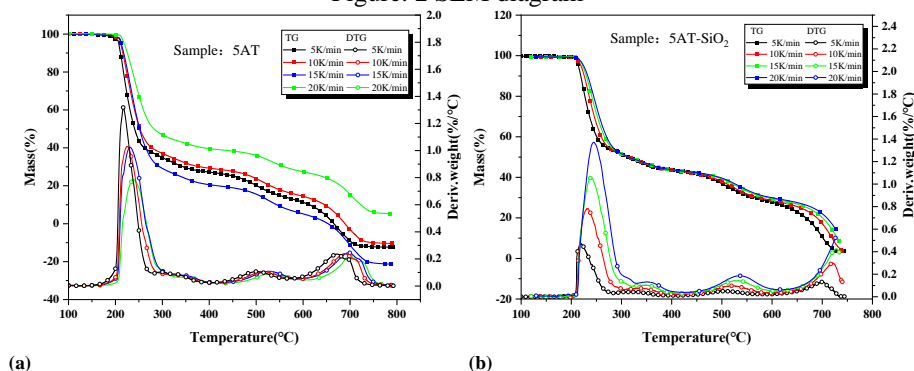 Figure. 2 SEM diagram
Sample：5AT
TG DTG
5K/min 5K/min
10K/min 10K/min
15K/min 15K/min
20K/min 20K/min
Mass(%)
100
80
60
40
20
0
-20
-40
2.0
1.8
1.6
1.4
1.2
1.0
0.8
0.6
0.4
0.2
0.0
Deriv.weight(%/°C)
100 200 300 400 500 600 700 800
Temperature(°C)
(a)
Sample：5AT-SiO₂
TG DTG
5K/min 5K/min
10K/min 10K/min
15K/min 15K/min
20K/min 20K/min
Mass(%)
120
100
80
60
40
20
0
-20
2.4
2.2
2.0
1.8
1.6
1.4
1.2
1.0
0.8
0.6
0.4
0.2
0.0
Deriv.weight(%/°C)
100 200 300 400 500 600 700 800
Temperature(°C)
(b)